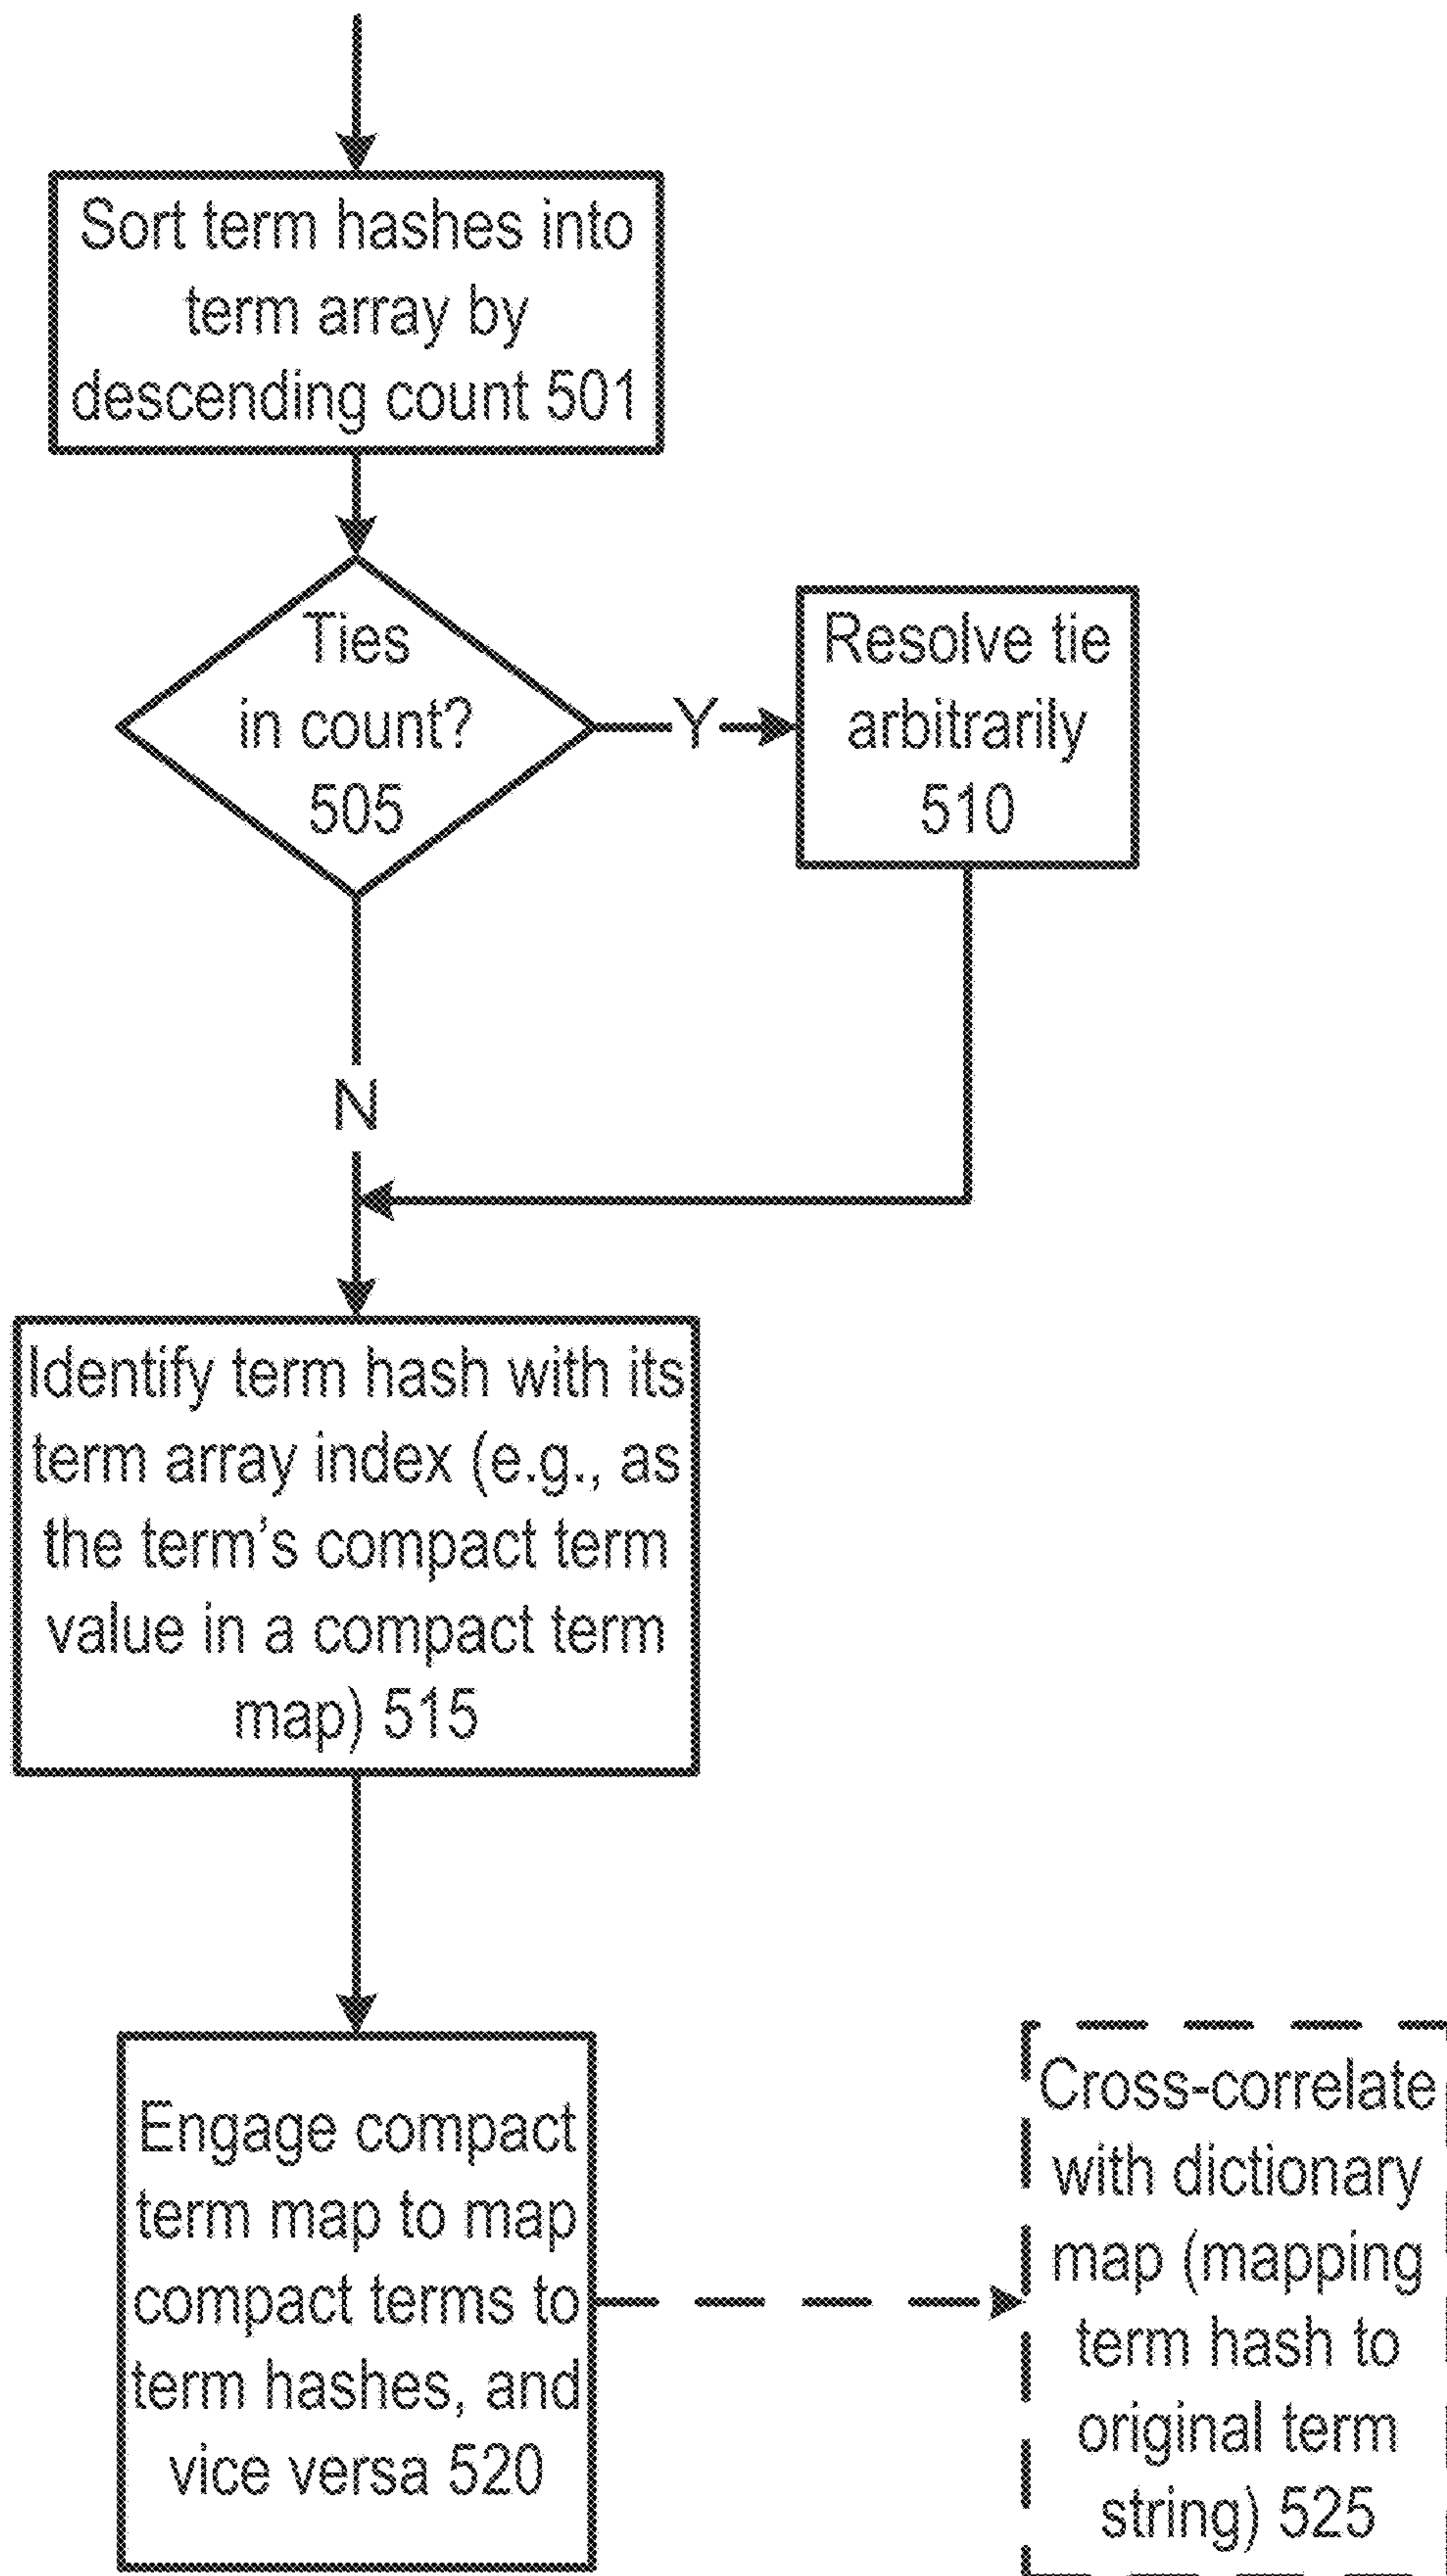 Sort term hashes into
term array by
descending count 501
Ties
in count?
505
Y
Resolve tie
arbitrarily
510
N
Identify term hash with its
term array index (e.g., as
the term's compact term
value in a compact term
map) 515
Engage compact
term map to map
compact terms to
term hashes, and
vice versa 520
Cross-correlate
with dictionary
map (mapping
term hash to
original term
string) 525